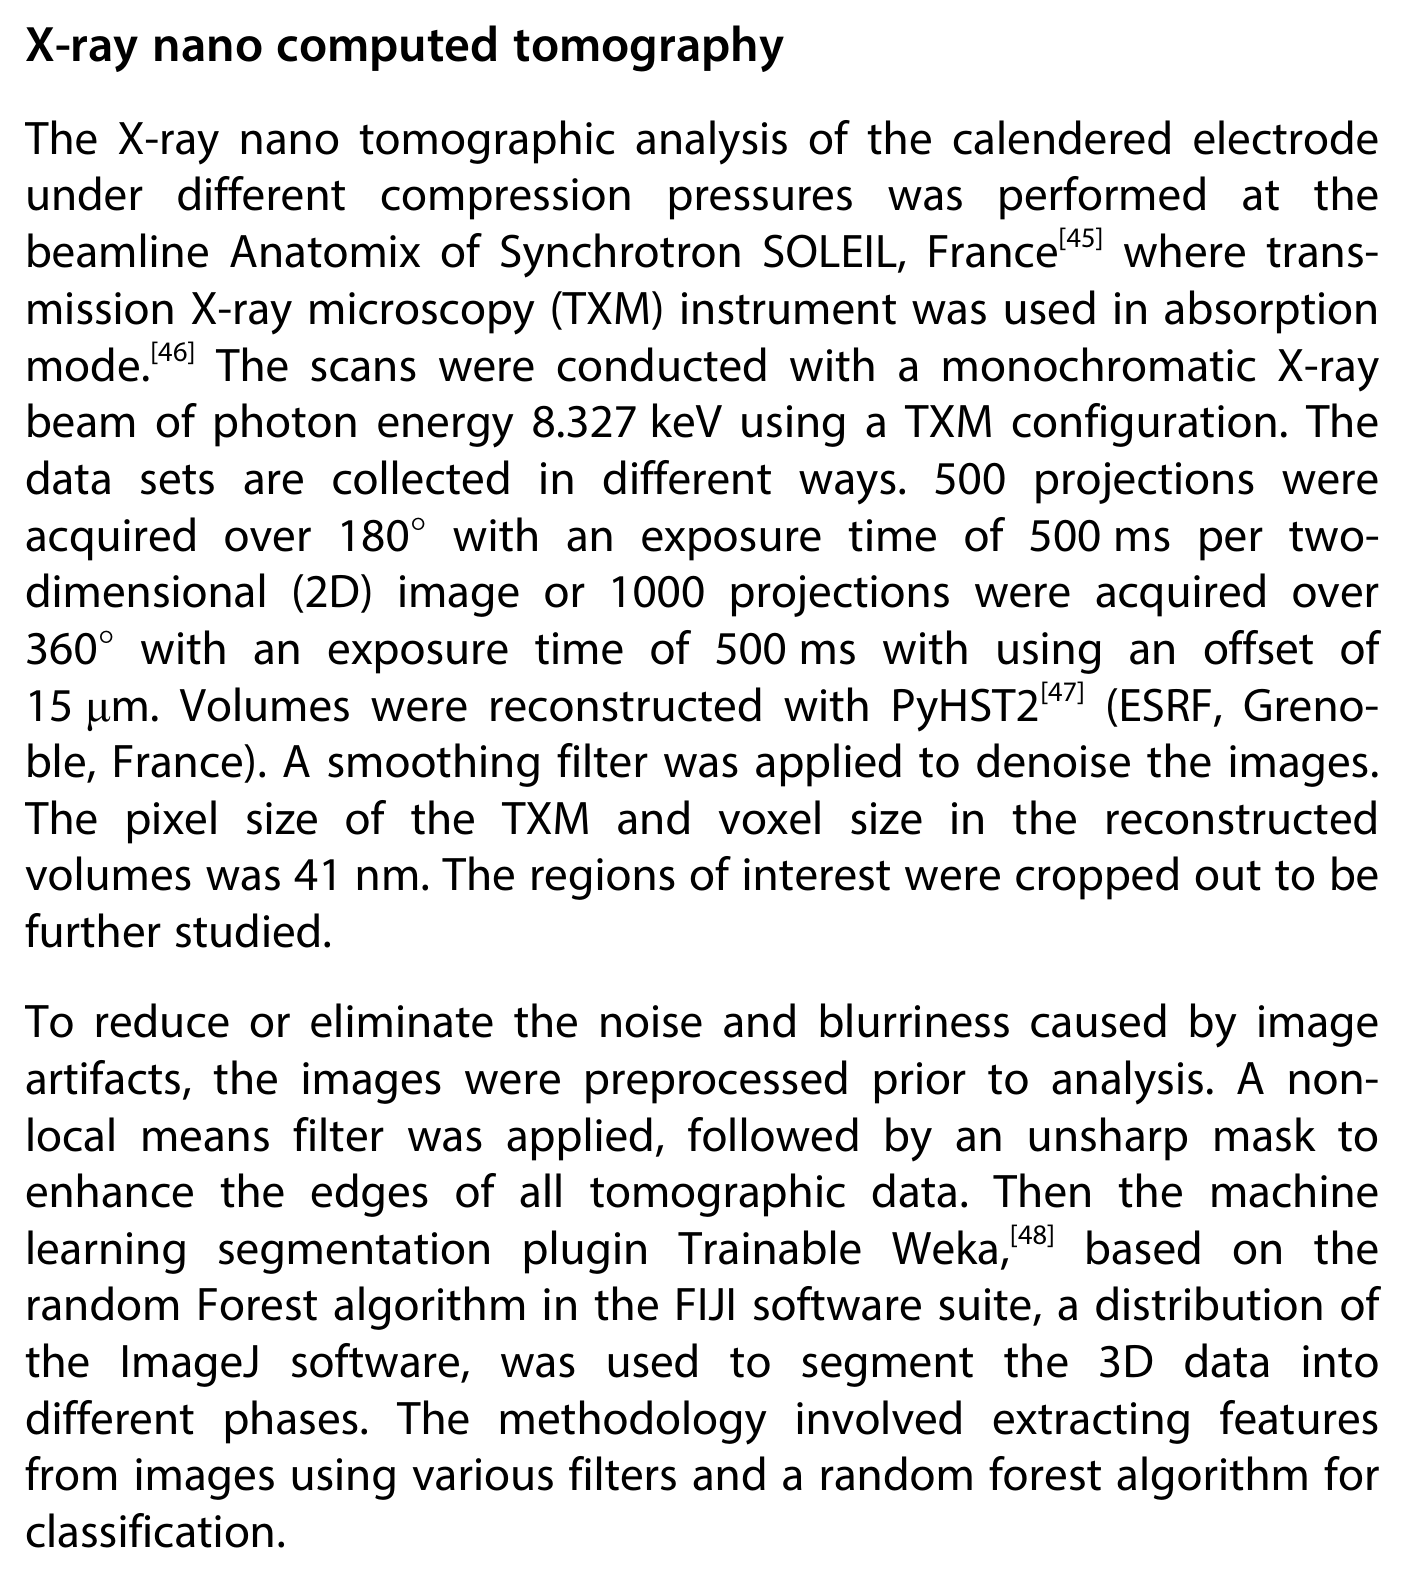 X-ray nano computed tomography
The X-ray nano tomographic analysis of the calendered electrode
under different compression pressures was performed at the
beamline Anatomix of Synchrotron SOLEIL, France[45] where trans-
mission X-ray microscopy (TXM) instrument was used in absorption
mode.[46] The scans were conducted with a monochromatic X-ray
beam of photon energy 8.327 keV using a TXM configuration. The
data sets are collected in different ways. 500 projections were
acquired over 180° with an exposure time of 500 ms per two-
dimensional (2D) image or 1000 projections were acquired over
360° with an exposure time of 500 ms with using an offset of
15 μm. Volumes were reconstructed with PyHST2[47] (ESRF, Greno-
ble, France). A smoothing filter was applied to denoise the images.
The pixel size of the TXM and voxel size in the reconstructed
volumes was 41 nm. The regions of interest were cropped out to be
further studied.
To reduce or eliminate the noise and blurriness caused by image
artifacts, the images were preprocessed prior to analysis. A non-
local means filter was applied, followed by an unsharp mask to
enhance the edges of all tomographic data. Then the machine
learning segmentation plugin Trainable Weka,[48] based on the
random Forest algorithm in the FIJI software suite, a distribution of
the ImageJ software, was used to segment the 3D data into
different phases. The methodology involved extracting features
from images using various filters and a random forest algorithm for
classification.